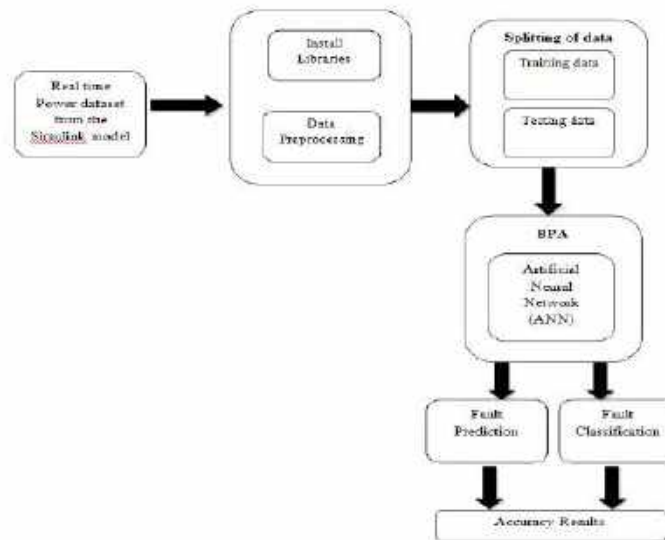 Real time
Power dataset
from the
Simulink model
Install
Libraries
Data
Preprocessing
Splitting of data
Training data
Testing data
BPA
Artificial
Neural
Network
(ANN)
Fault
Prediction
Fault
Classification
Accuracy Results